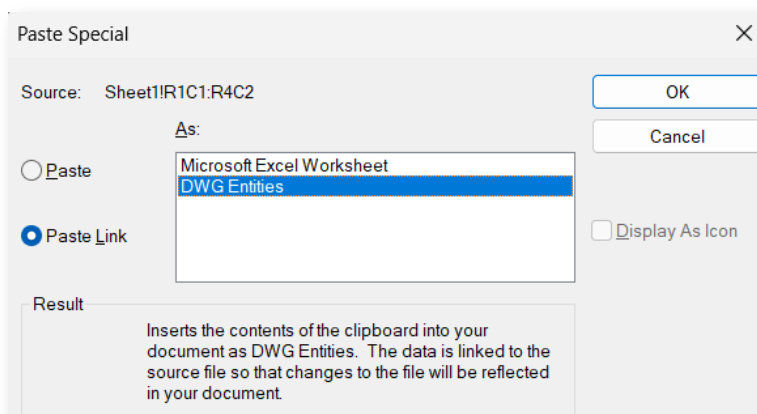 Paste Special
Source: Sheet1!R1C1:R4C2
OK
As:
Cancel
Paste
Microsoft Excel Worksheet
DWG Entities
Paste Link
Display As Icon
Result
Inserts the contents of the clipboard into your
document as DWG Entities. The data is linked to the
source file so that changes to the file will be reflected
in your document.